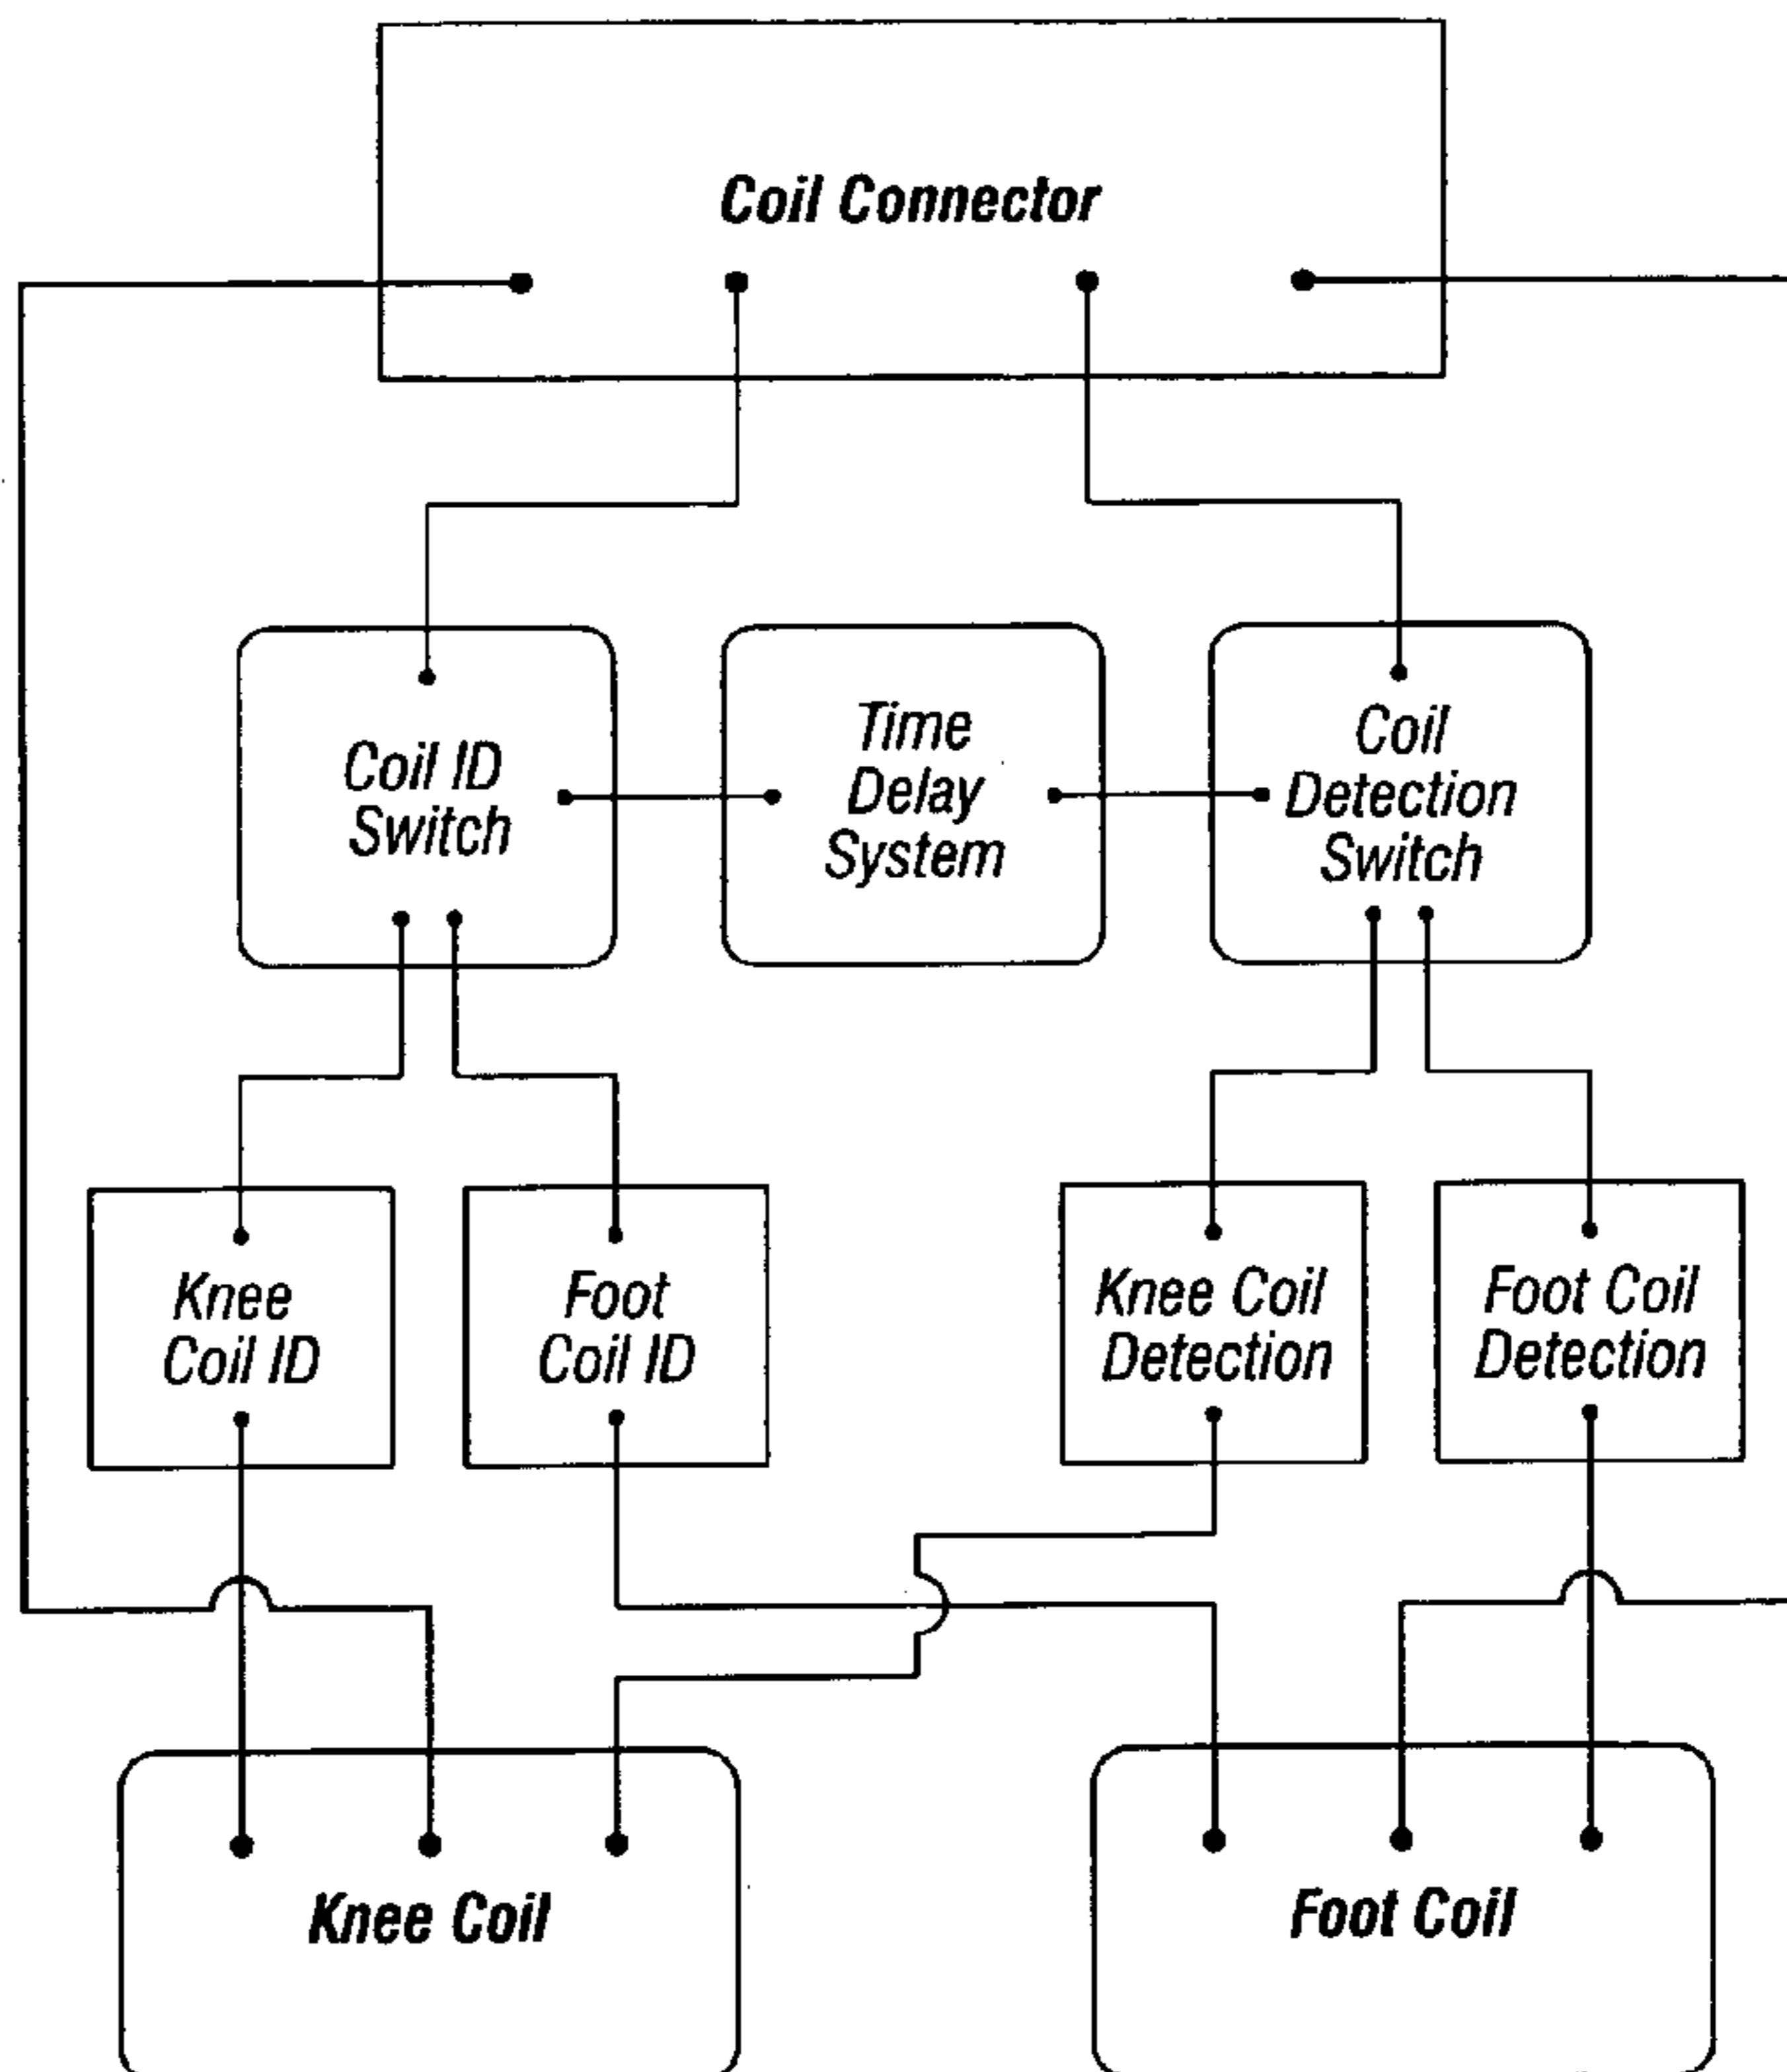 Coil Connector
Coil ID
Switch
Time
Delay
System
Coil
Detection
Switch
Knee
Coil ID
Foot
Coil ID
Knee Coil
Detection
Foot Coil
Detection
Knee Coil
Foot Coil